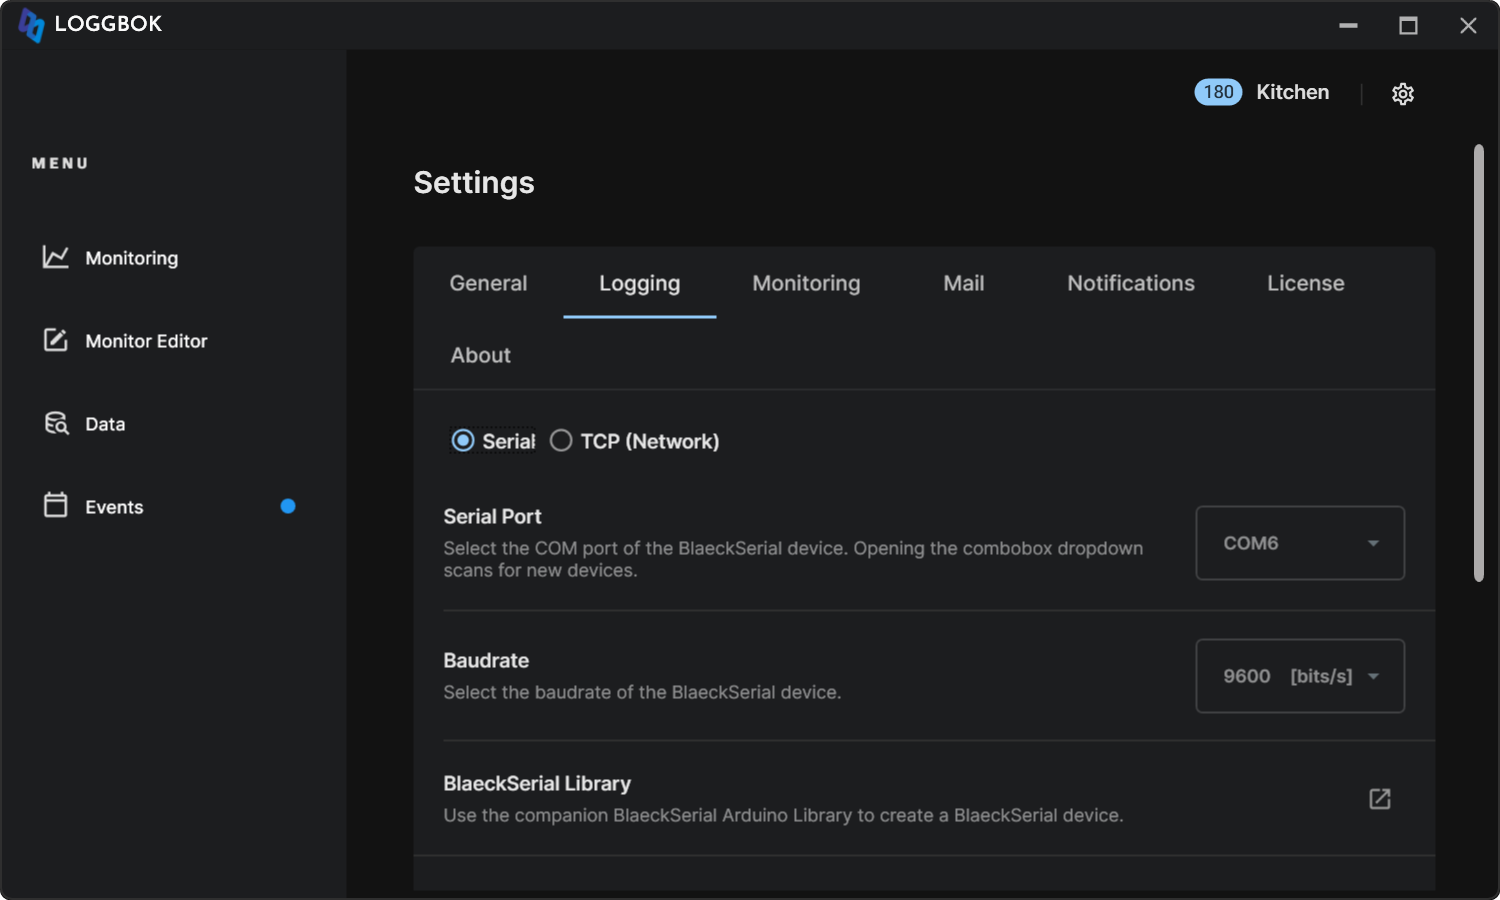 LOGGBOK
180 Kitchen
MENU
Monitoring
Monitor Editor
Data
Events
Settings
General Logging Monitoring Mail Notifications License
About
Serial TCP (Network)
Serial Port
Select the COM port of the BlaeckSerial device. Opening the combobox dropdown
scans for new devices.
COM6
Baudrate
Select the baudrate of the BlaeckSerial device.
9600 [bits/s]
BlaeckSerial Library
Use the companion BlaeckSerial Arduino Library to create a BlaeckSerial device.